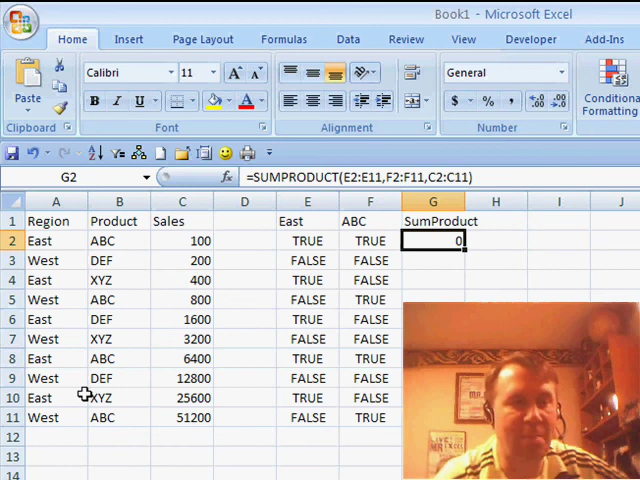 Book1 - Microsoft Excel
Home Insert Page Layout Formulas Data Review View Developer Add-Ins
Calibri 11 A A General
Paste B I U A $ % , .00 .00 Conditiona
Formatting
Clipboard Font Alignment Number
G2 =SUMPRODUCT(E2:E11,F2:F11,C2:C11)
A B C D E F G H I J
1 Region Product Sales East ABC SumProduct
2 East ABC 100 TRUE TRUE 0
3 West DEF 200 FALSE FALSE
4 East XYZ 400 TRUE FALSE
5 West ABC 800 FALSE TRUE
6 East DEF 1600 TRUE FALSE
7 West XYZ 3200 FALSE FALSE
8 East ABC 6400 TRUE TRUE
9 West DEF 12800 FALSE FALSE
10 East XYZ 25600 TRUE FALSE
11 West ABC 51200 FALSE TRUE
12
13
14